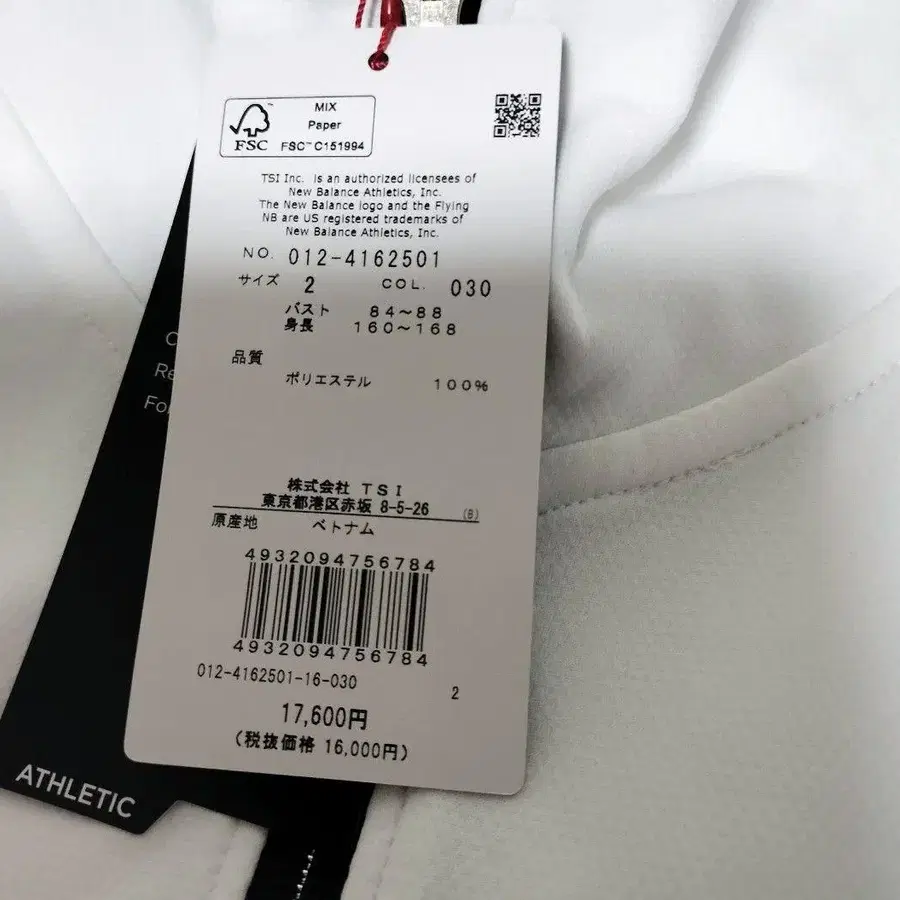 MIX
Paper
FSC™ C151994
FSC™
TSI Inc. is an authorized licensees of
New Balance Athletics, Inc.
The New Balance logo and the Flying
NB are US registered trademarks of
New Balance Athletics, Inc.
NO. 012-4162501
サイズ 2 COL. 030
バスト 84～88
身長 160～168
品質
ポリエステル 100%
株式会社 TSI
東京都港区赤坂 8-5-26 (B)
原産地 ベトナム
4932094756784
4932094756784
012-4162501-16-030 2
17,600円
(税抜価格 16,000円)
C
Re
Fo
ATHLETIC